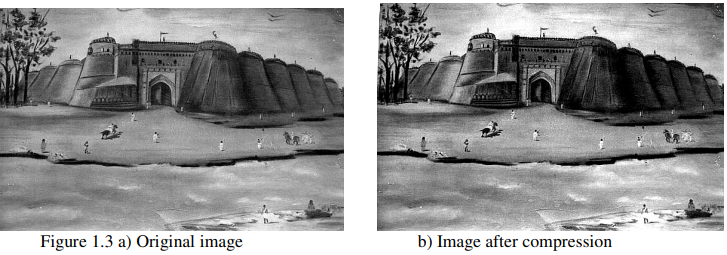 Figure 1.3 a) Original image
b) Image after compression